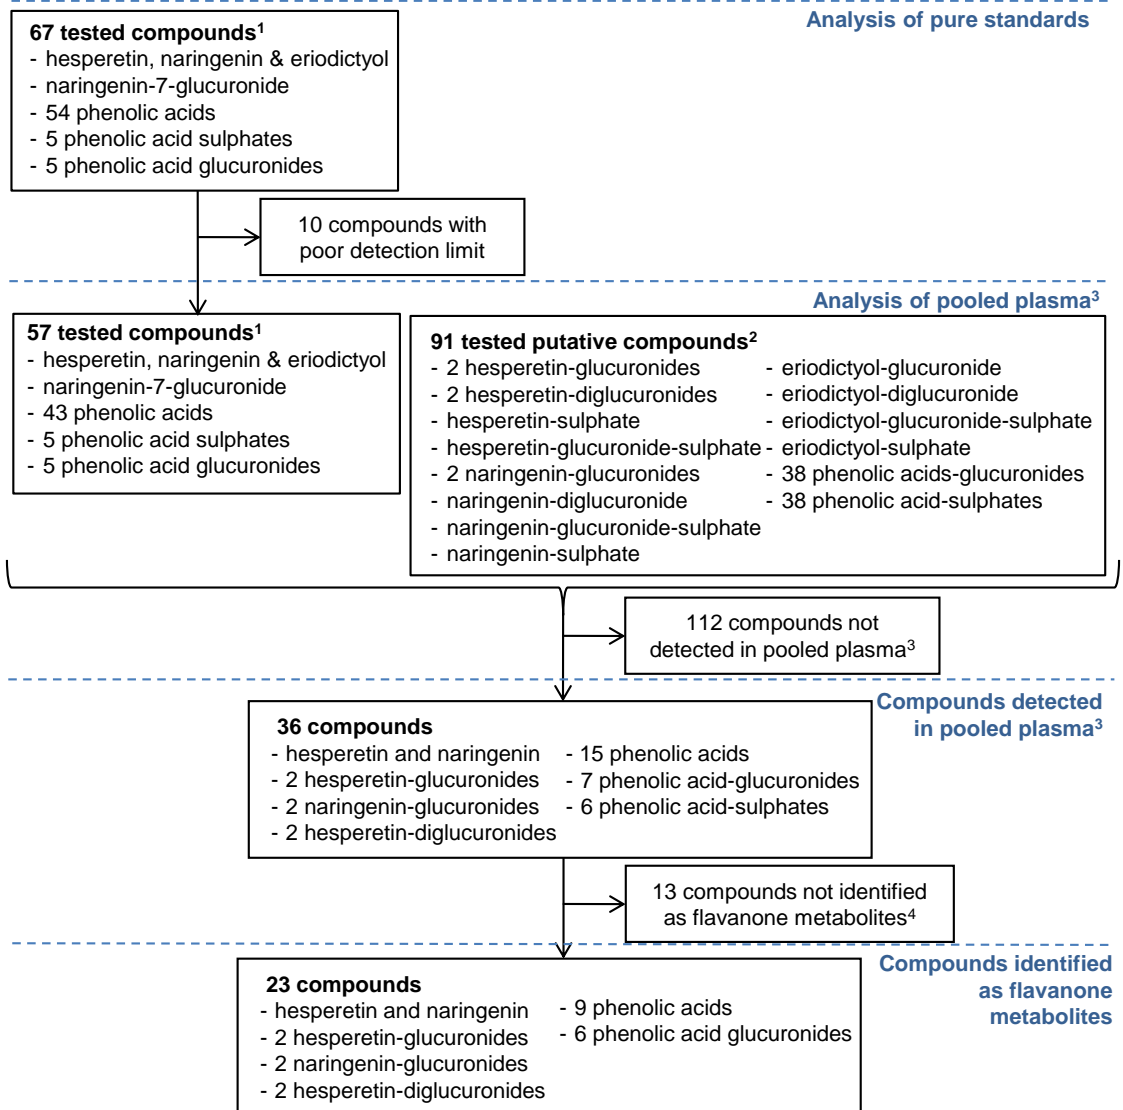 Analysis of pure standards
67 tested compounds¹
- hesperetin, naringenin & eriodictyol
- naringenin-7-glucuronide
- 54 phenolic acids
- 5 phenolic acid sulphates
- 5 phenolic acid glucuronides
10 compounds with
poor detection limit
Analysis of pooled plasma³
57 tested compounds¹
- hesperetin, naringenin & eriodictyol
- naringenin-7-glucuronide
- 43 phenolic acids
- 5 phenolic acid sulphates
- 5 phenolic acid glucuronides
91 tested putative compounds²
- 2 hesperetin-glucuronides
- 2 hesperetin-diglucuronides
- hesperetin-sulphate
- hesperetin-glucuronide-sulphate
- 2 naringenin-glucuronides
- naringenin-diglucuronide
- naringenin-glucuronide-sulphate
- naringenin-sulphate
- eriodictyol-glucuronide
- eriodictyol-diglucuronide
- eriodictyol-glucuronide-sulphate
- eriodictyol-sulphate
- 38 phenolic acids-glucuronides
- 38 phenolic acid-sulphates
112 compounds not
detected in pooled plasma³
Compounds detected
in pooled plasma³
36 compounds
- hesperetin and naringenin
- 2 hesperetin-glucuronides
- 2 naringenin-glucuronides
- 2 hesperetin-diglucuronides
- 15 phenolic acids
- 7 phenolic acid-glucuronides
- 6 phenolic acid-sulphates
13 compounds not identified
as flavanone metabolites⁴
Compounds identified
as flavanone
metabolites
23 compounds
- hesperetin and naringenin
- 2 hesperetin-glucuronides
- 2 naringenin-glucuronides
- 2 hesperetin-diglucuronides
- 9 phenolic acids
- 6 phenolic acid glucuronides